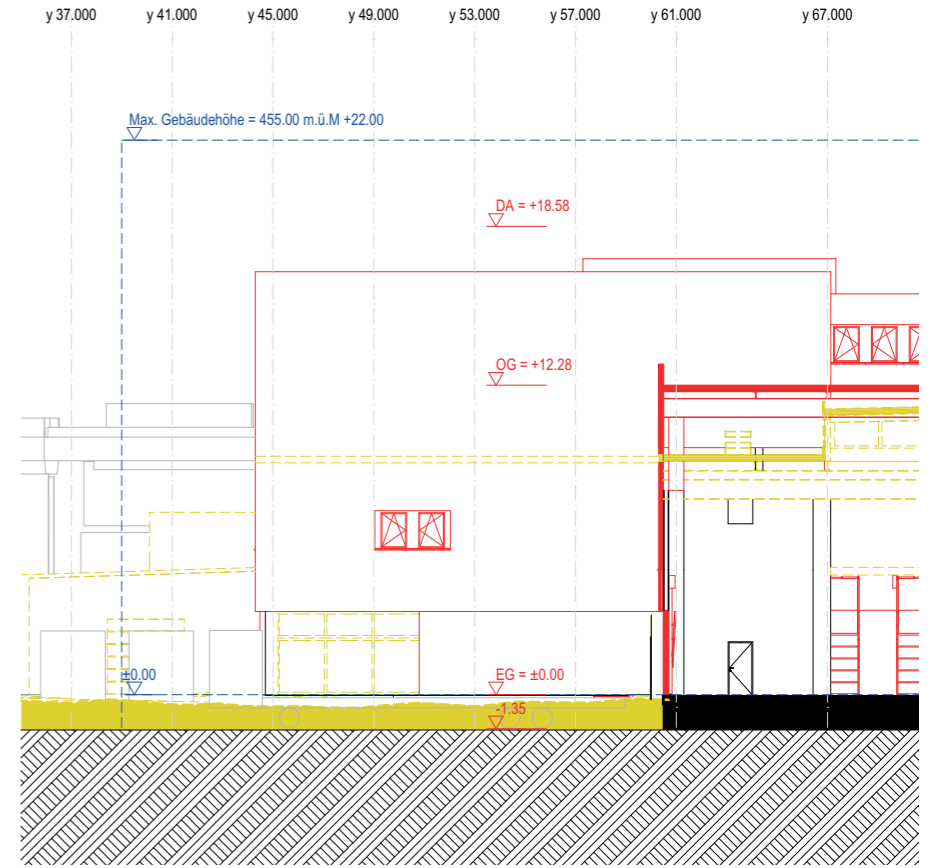 y 37.000 y 41.000 y 45.000 y 49.000 y 53.000 y 57.000 y 61.000 y 67.000
Max. Gebäudehöhe = 455.00 m.ü.M +22.00
DA = +18.58
OG = +12.28
±0.00 EG = ±0.00
-1.35